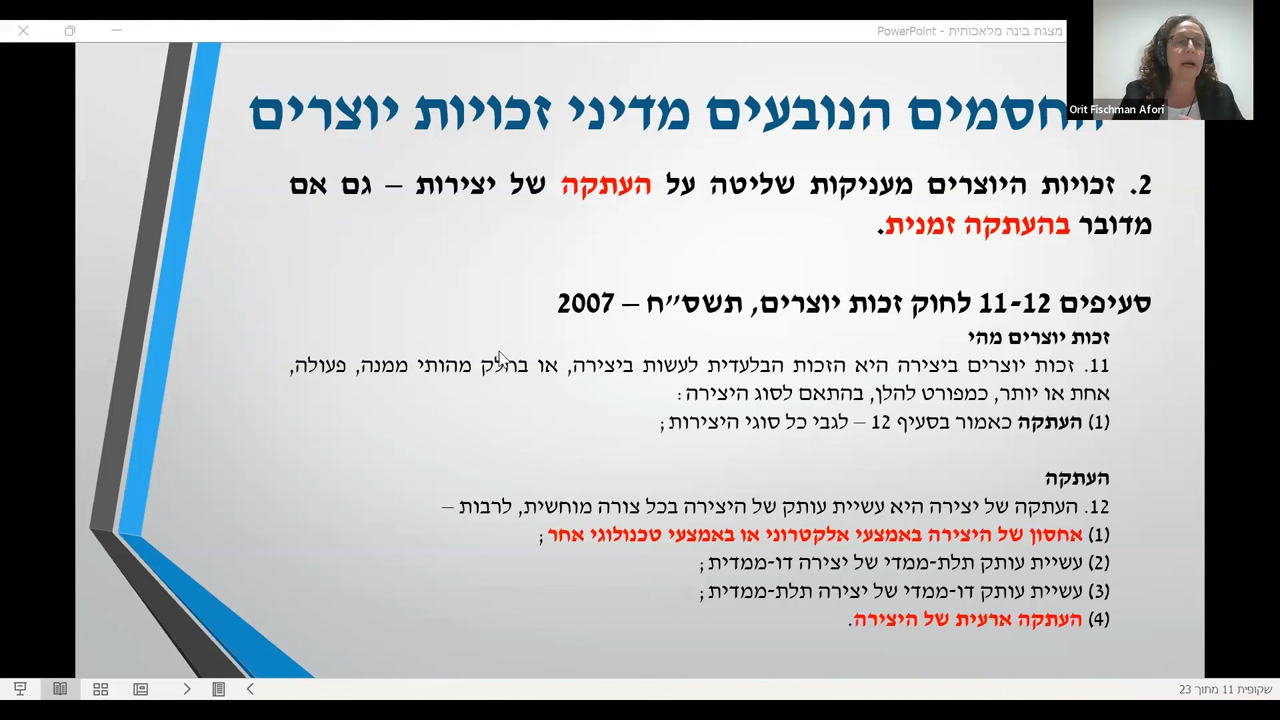 מצגת בינה מלאכותית - PowerPoint
Orit Fischman Afori
החסמים הנובעים מדיני זכויות יוצרים
2. זכויות היוצרים מעניקות שליטה על העתקה של יצירות – גם אם
מדובר בהעתקה זמנית.
סעיפים 11-12 לחוק זכות יוצרים, תשס״ח – 2007
זכות יוצרים מהי
11. זכות יוצרים ביצירה היא הזכות הבלעדית לעשות ביצירה, או בחלק מהותי ממנה, פעולה,
אחת או יותר, כמפורט להלן, בהתאם לסוג היצירה:
(1) העתקה כאמור בסעיף 12 – לגבי כל סוגי היצירות;
העתקה
12. העתקה של יצירה היא עשיית עותק של היצירה בכל צורה מוחשית, לרבות –
(1) אחסון של היצירה באמצעי אלקטרוני או באמצעי טכנולוגי אחר;
(2) עשיית עותק תלת-ממדי של יצירה דו-ממדית;
(3) עשיית עותק דו-ממדי של יצירה תלת-ממדית;
(4) העתקה ארעית של היצירה.
שקופית 11 מתוך 23